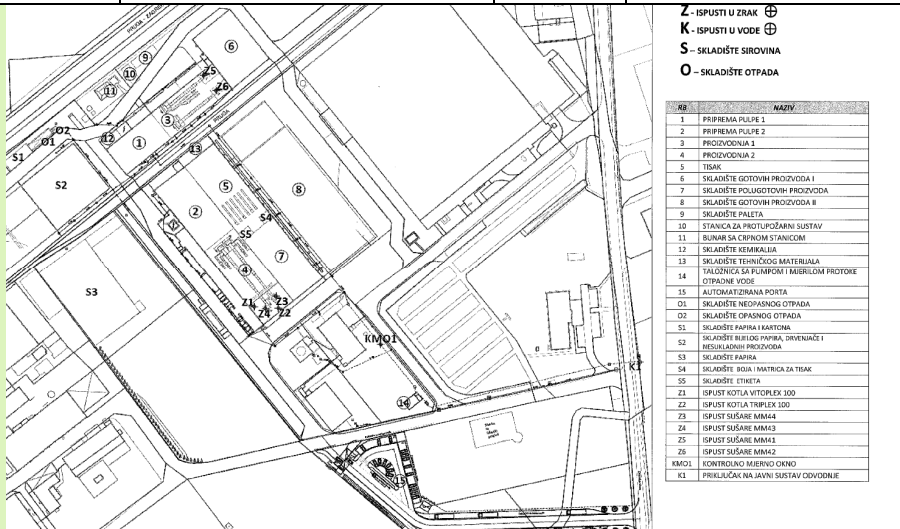 PRUDA - ZAGREB
Z - ISPUSTI U ZRAK
K - ISPUSTI U VODE
S - SKLADIŠTE SIROVINA
O – SKLADIŠTE OTPADA
6
9
10
11
Z5
Z6
3
PRUGA
O2
O1
12
1
13
S1
S2
5
8
2
S4
S5
7
4
S3
Z1
Z3
Z4
Z2
KMO1
K1
14
15
RB NAZIV
1 PRIPREMA PULPE 1
2 PRIPREMA PULPE 2
3 PROIZVODNJA 1
4 PROIZVODNJA 2
5 TISAK
6 SKLADIŠTE GOTOVIH PROIZVODA I
7 SKLADIŠTE POLUGOTOVIH PROIZVODA
8 SKLADIŠTE GOTOVIH PROIZVODA II
9 SKLADIŠTE PALETA
10 STANICA ZA PROTUPOŽARNI SUSTAV
11 BUNAR SA CRPNOM STANICOM
12 SKLADIŠTE KEMIKALIJA
13 SKLADIŠTE TEHNIČKOG MATERIJALA
14 TALOŽNICA SA PUMPOM I MJERILOM PROTOKE
OTPADNE VODE
15 AUTOMATIZIRANA PORTA
O1 SKLADIŠTE NEOPASNOG OTPADA
O2 SKLADIŠTE OPASNOG OTPADA
S1 SKLADIŠTE PAPIRA I KARTONA
S2 SKLADIŠTE BIJELOG PAPIRA, DRVENJAČE I
NESUKLADNIH PROIZVODA
S3 SKLADIŠTE PAPIRA
S4 SKLADIŠTE BOJA I MATRICA ZA TISAK
S5 SKLADIŠTE ETIKETA
Z1 ISPUST KOTLA VITOPLEX 100
Z2 ISPUST KOTLA TRIPLEX 100
Z3 ISPUST SUŠARE MM44
Z4 ISPUST SUŠARE MM43
Z5 ISPUST SUŠARE MM41
Z6 ISPUST SUŠARE MM42
KMO1 KONTROLNO MJERNO OKNO
K1 PRIKLJUČAK NA JAVNI SUSTAV ODVODNJE